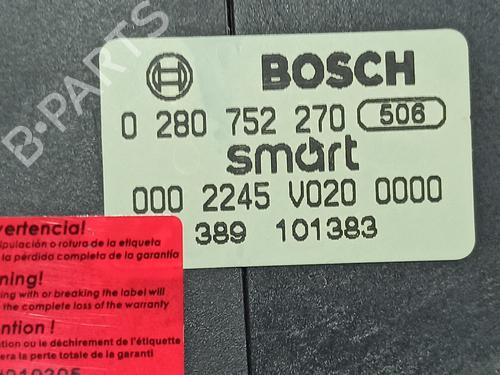 BOSCH
0 280 752 270 506
smart
000 2245 V020 0000
389 101383
vertencia!
ipulación o rotura de la etiqueta
la pérdida completa de la garantía
ning!
ing with or breaking the label will
the complete loss of the warranty
ention !
ation ou le déchirement de l'étiquette
era la perte totale de la garanti
B-PARTS